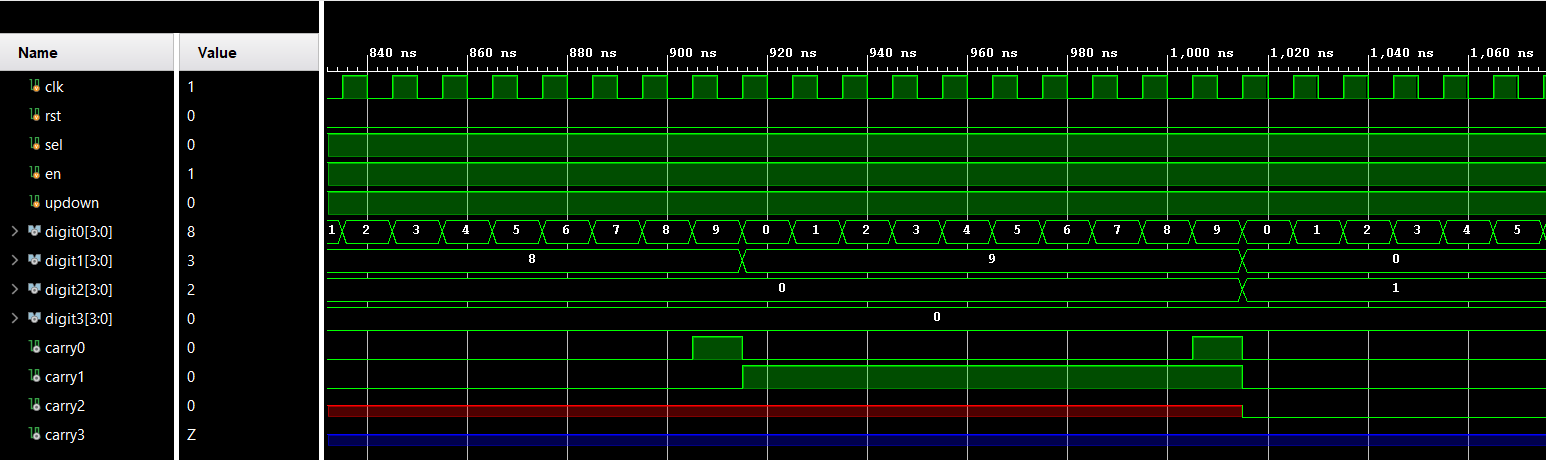 Name Value 840 ns 860 ns 880 ns 900 ns 920 ns 940 ns 960 ns 980 ns 1,000 ns 1,020 ns 1,040 ns 1,060 ns
clk 1
rst 0
sel 0
en 1
updown 0
digit0[3:0] 8 1 2 3 4 5 6 7 8 9 0 1 2 3 4 5 6 7 8 9 0 1 2 3 4 5
digit1[3:0] 3 8 9 0
digit2[3:0] 2 0 1
digit3[3:0] 0 0
carry0 0
carry1 0
carry2 0
carry3 Z